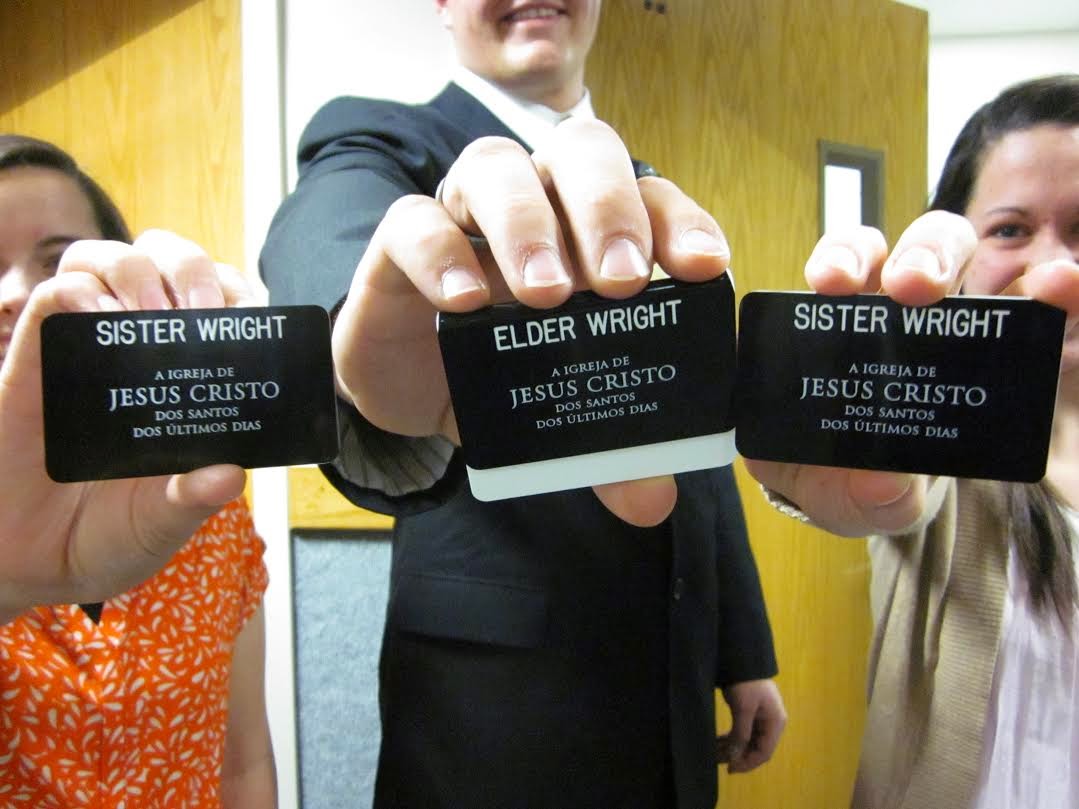 SISTER WRIGHT
A IGREJA DE
JESUS CRISTO
DOS SANTOS
DOS ÚLTIMOS DIAS
ELDER WRIGHT
A IGREJA DE
JESUS CRISTO
DOS SANTOS
DOS ÚLTIMOS DIAS
SISTER WRIGHT
A IGREJA DE
JESUS CRISTO
DOS SANTOS
DOS ÚLTIMOS DIAS